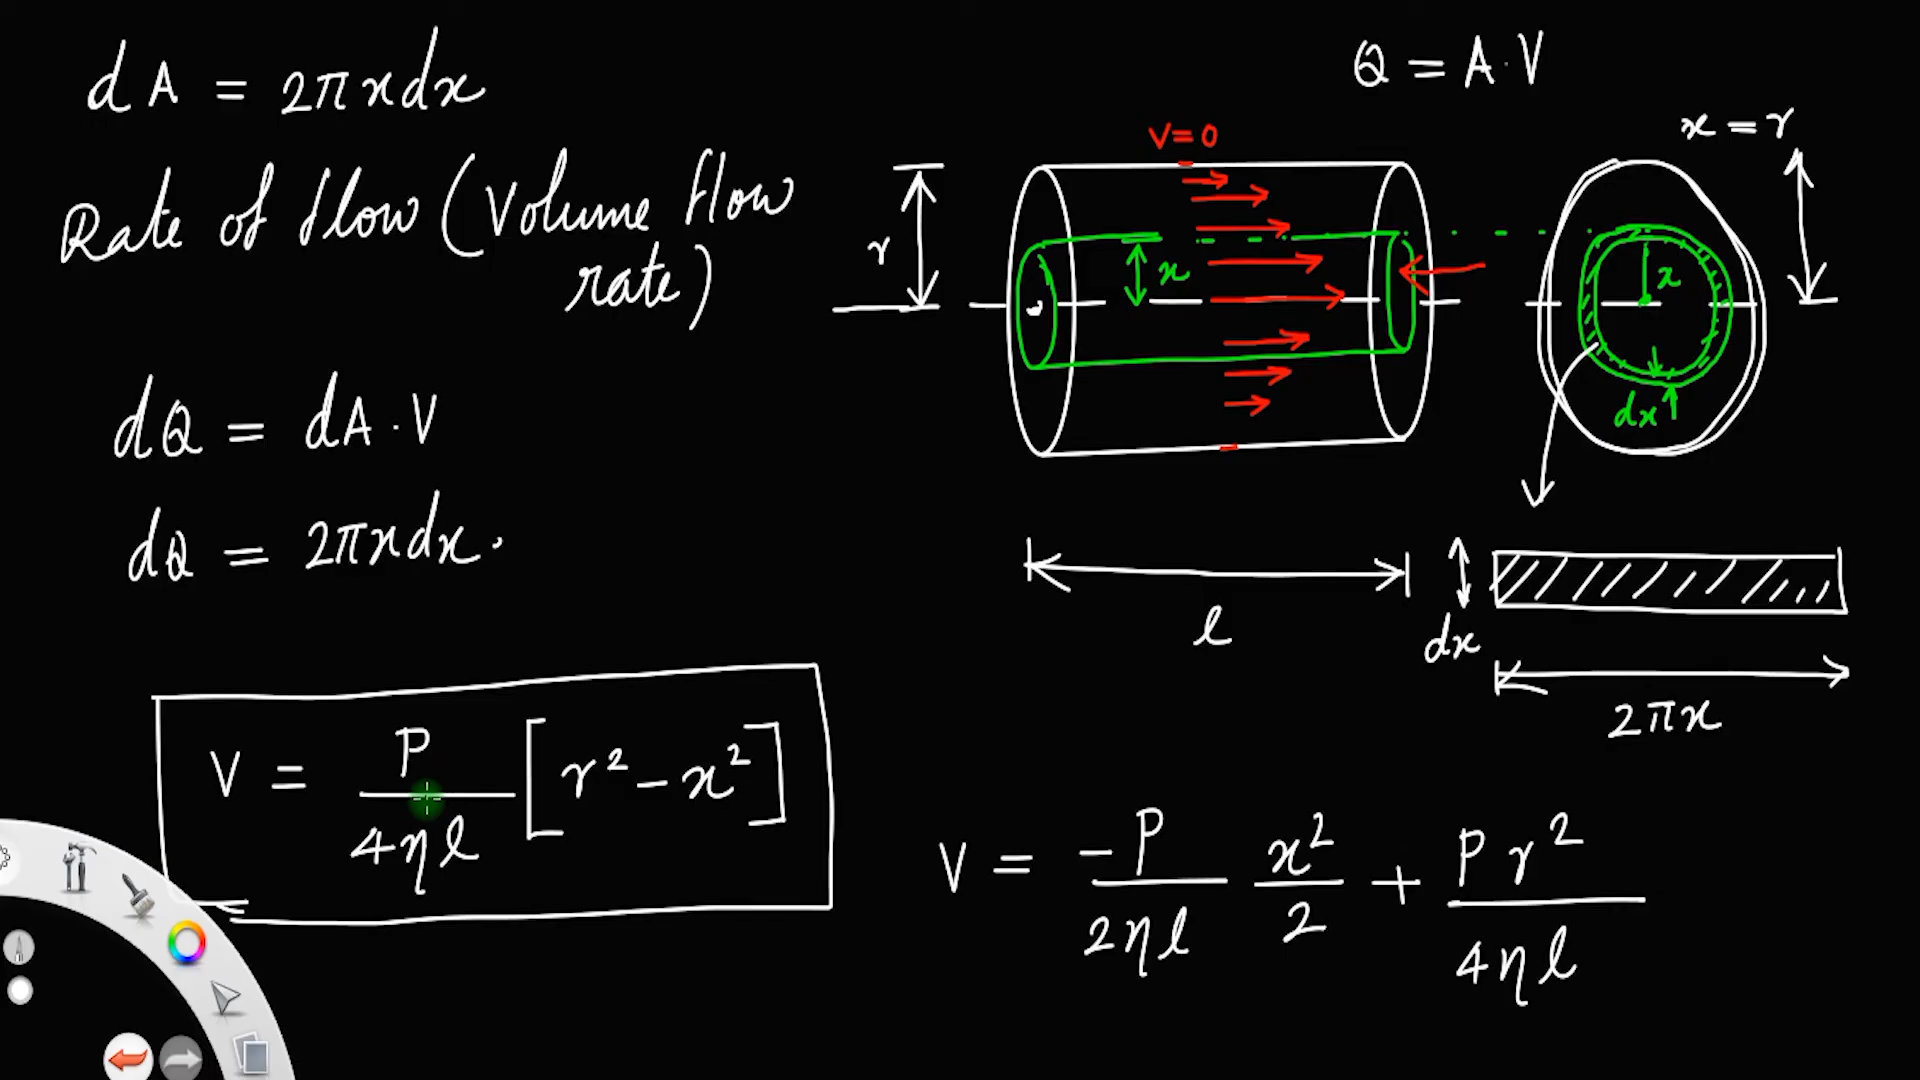 dA = 2πxdx
Rate of flow (Volume flow
rate)
dQ = dA · V
dQ = 2πxdx ·
V = P/4ηl [r² – x²]
Q = A · V
x = r
V = 0
r
x
x
dx
l
dx
2πx
V = –P/2ηl x²/2 + Pr²/4ηl